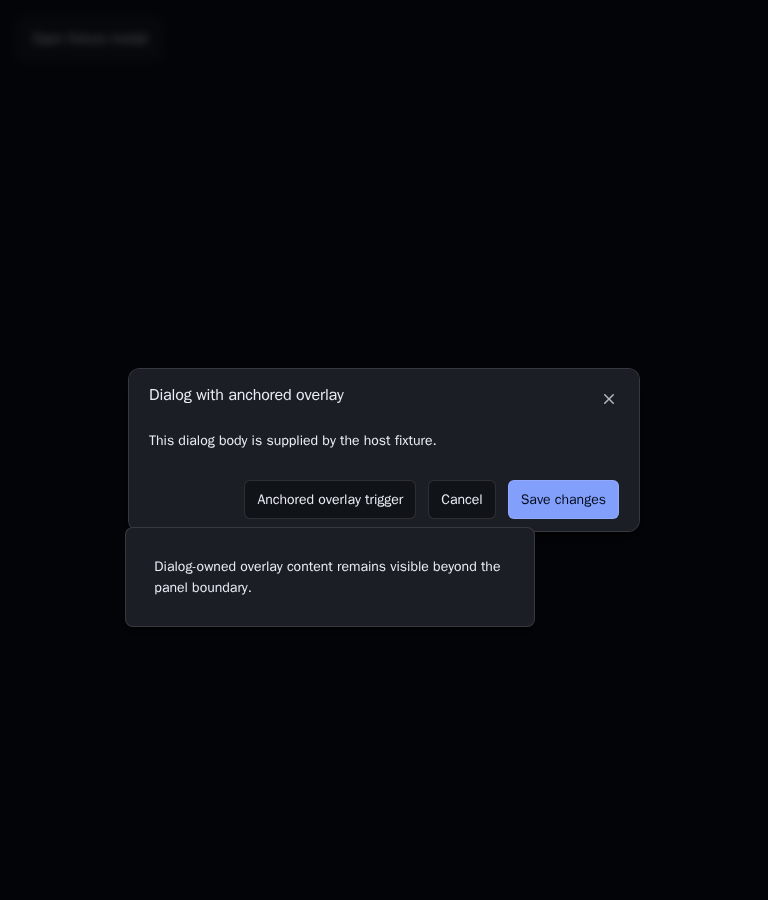 Dialog with anchored overlay
This dialog body is supplied by the host fixture.
Anchored overlay trigger
Cancel
Save changes
Dialog-owned overlay content remains visible beyond the
panel boundary.